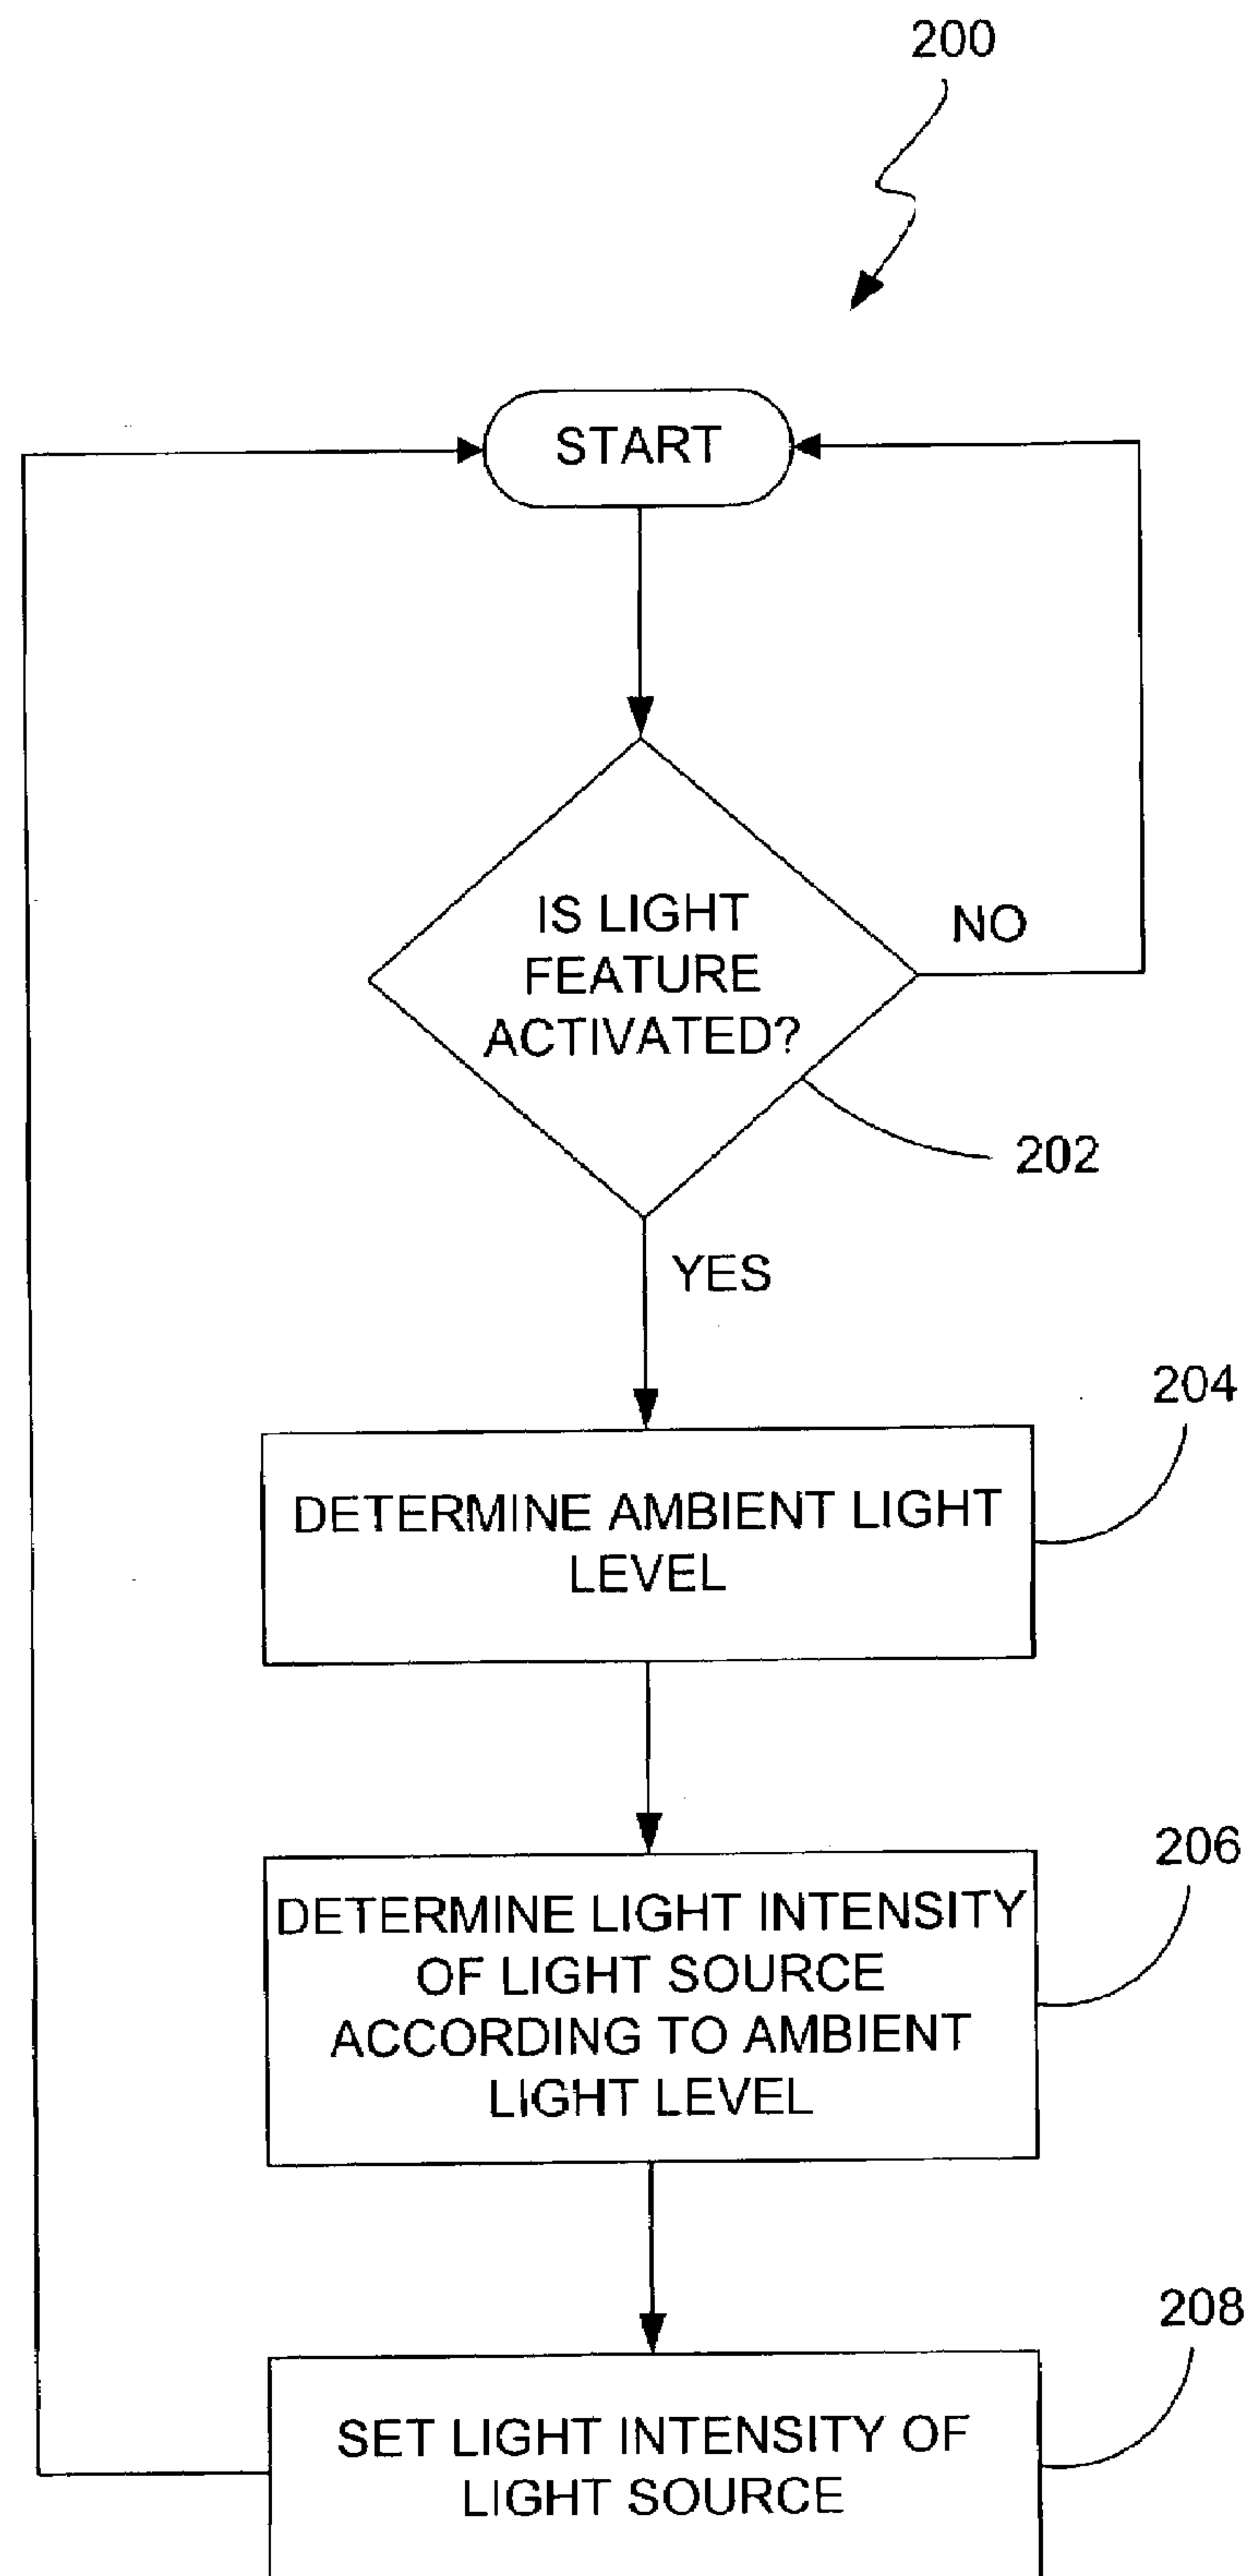 200
START
IS LIGHT
FEATURE
ACTIVATED?
NO
202
YES
204
DETERMINE AMBIENT LIGHT
LEVEL
206
DETERMINE LIGHT INTENSITY
OF LIGHT SOURCE
ACCORDING TO AMBIENT
LIGHT LEVEL
208
SET LIGHT INTENSITY OF
LIGHT SOURCE